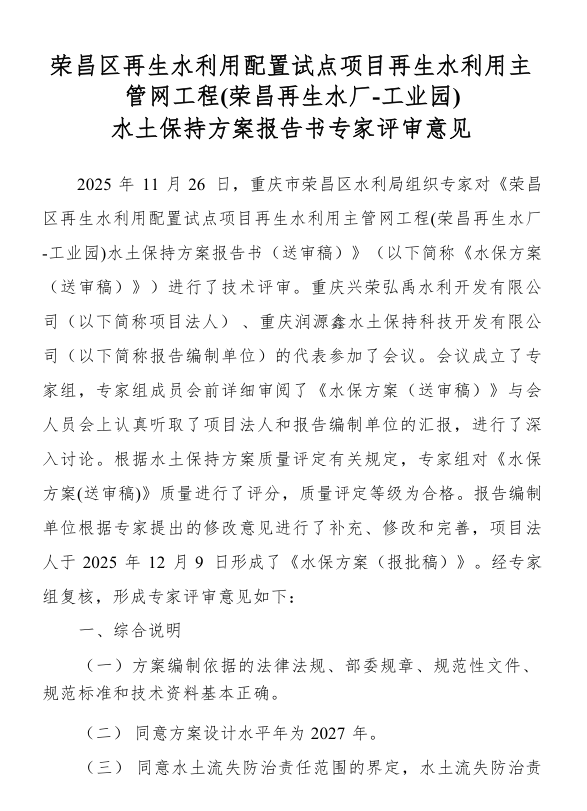 荣昌区再生水利用配置试点项目再生水利用主
管网工程(荣昌再生水厂-工业园)
水土保持方案报告书专家评审意见
2025 年 11 月 26 日，重庆市荣昌区水利局组织专家对《荣昌
区再生水利用配置试点项目再生水利用主管网工程(荣昌再生水厂
-工业园)水土保持方案报告书（送审稿）》（以下简称《水保方案
（送审稿）》）进行了技术评审。重庆兴荣弘禹水利开发有限公
司（以下简称项目法人）、重庆润源鑫水土保持科技开发有限公
司（以下简称报告编制单位）的代表参加了会议。会议成立了专
家组，专家组成员会前详细审阅了《水保方案（送审稿）》与会
人员会上认真听取了项目法人和报告编制单位的汇报，进行了深
入讨论。根据水土保持方案质量评定有关规定，专家组对《水保
方案(送审稿)》质量进行了评分，质量评定等级为合格。报告编制
单位根据专家提出的修改意见进行了补充、修改和完善，项目法
人于 2025 年 12 月 9 日形成了《水保方案（报批稿）》。经专家
组复核，形成专家评审意见如下：
一、综合说明
（一）方案编制依据的法律法规、部委规章、规范性文件、
规范标准和技术资料基本正确。
（二） 同意方案设计水平年为 2027 年。
（三） 同意水土流失防治责任范围的界定，水土流失防治责